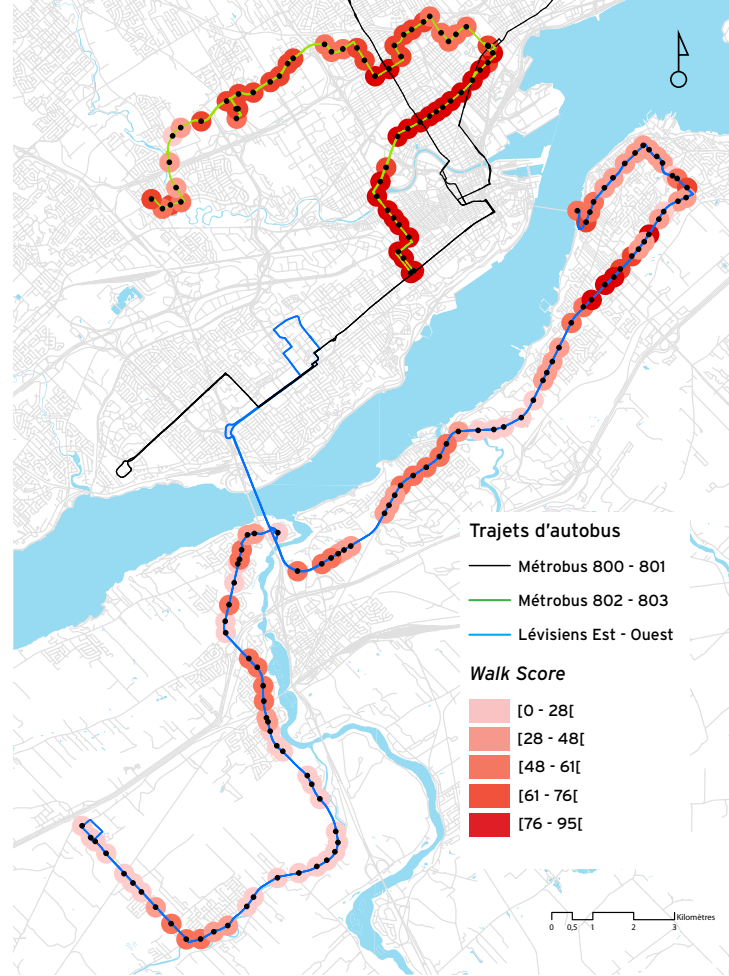 Trajets d'autobus
Métrobus 800 - 801
Métrobus 802 - 803
Lévisiens Est - Ouest
Walk Score
[0 - 28[
[28 - 48[
[48 - 61[
[61 - 76[
[76 - 95[
Kilomètres
0 0,5 1 2 3